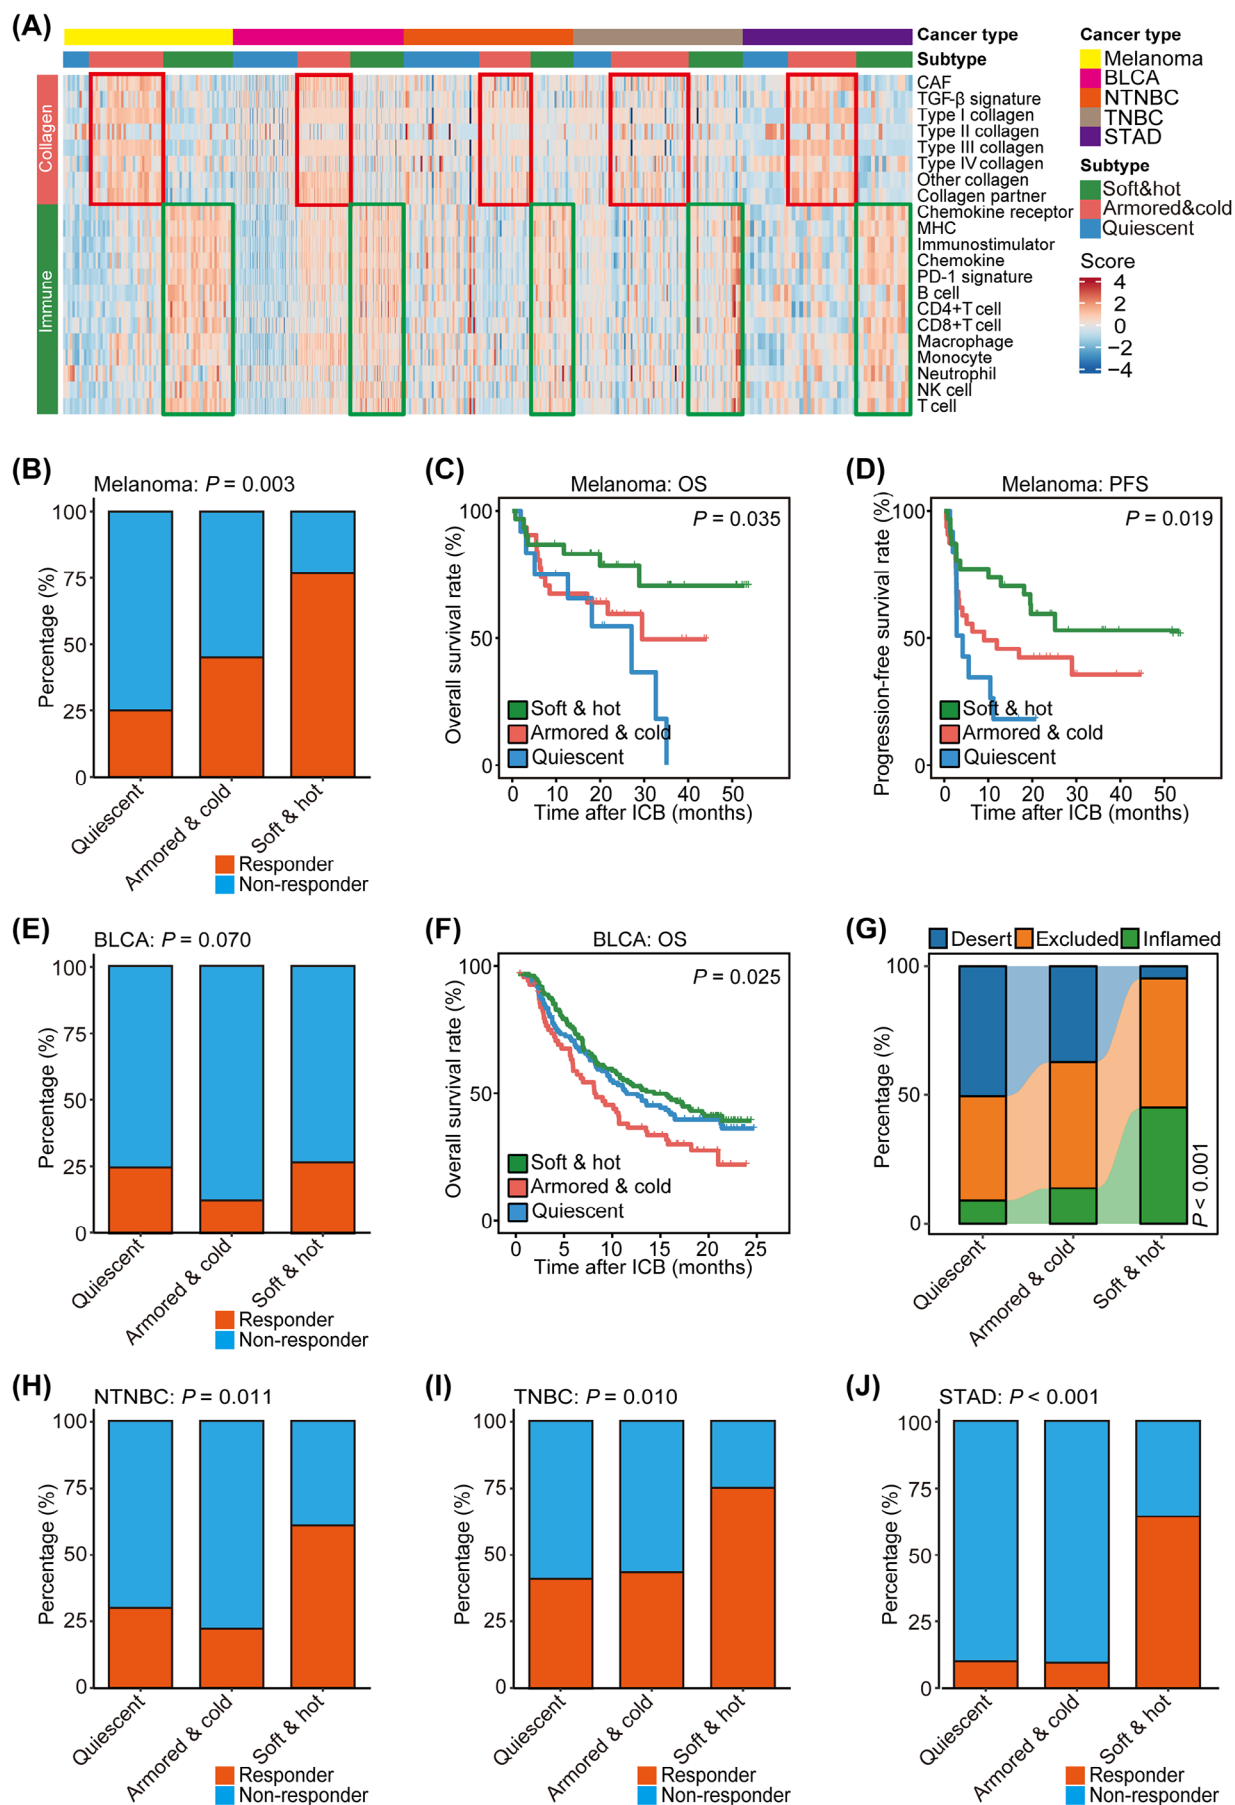 (A)
Cancer type
Subtype
Collagen
Immune
CAF
TGF-β signature
Type I collagen
Type II collagen
Type III collagen
Type IV collagen
Other collagen
Collagen partner
Chemokine receptor
MHC
Immunostimulator
Chemokine
PD-1 signature
B cell
CD4+T cell
CD8+T cell
Macrophage
Monocyte
Neutrophil
NK cell
T cell
Cancer type
Melanoma
BLCA
NTNBC
TNBC
STAD
Subtype
Soft&hot
Armored&cold
Quiescent
Score
4
2
0
−2
−4
(B)
Melanoma: P = 0.003
Percentage (%)
100
75
50
25
0
Quiescent
Armored & cold
Soft & hot
Responder
Non-responder
(C)
Melanoma: OS
P = 0.035
Overall survival rate (%)
100
50
0
Soft & hot
Armored & cold
Quiescent
0 10 20 30 40 50
Time after ICB (months)
(D)
Melanoma: PFS
P = 0.019
Progression-free survival rate (%)
100
50
0
Soft & hot
Armored & cold
Quiescent
0 10 20 30 40 50
Time after ICB (months)
(E)
BLCA: P = 0.070
Percentage (%)
100
75
50
25
0
Quiescent
Armored & cold
Soft & hot
Responder
Non-responder
(F)
BLCA: OS
P = 0.025
Overall survival rate (%)
100
50
0
Soft & hot
Armored & cold
Quiescent
0 5 10 15 20 25
Time after ICB (months)
(G)
Desert Excluded Inflamed
Percentage (%)
100
50
0
P < 0.001
Quiescent
Armored & cold
Soft & hot
(H)
NTNBC: P = 0.011
Percentage (%)
100
75
50
25
0
Quiescent
Armored & cold
Soft & hot
Responder
Non-responder
(I)
TNBC: P = 0.010
Percentage (%)
100
75
50
25
0
Quiescent
Armored & cold
Soft & hot
Responder
Non-responder
(J)
STAD: P < 0.001
Percentage (%)
100
75
50
25
0
Quiescent
Armored & cold
Soft & hot
Responder
Non-responder